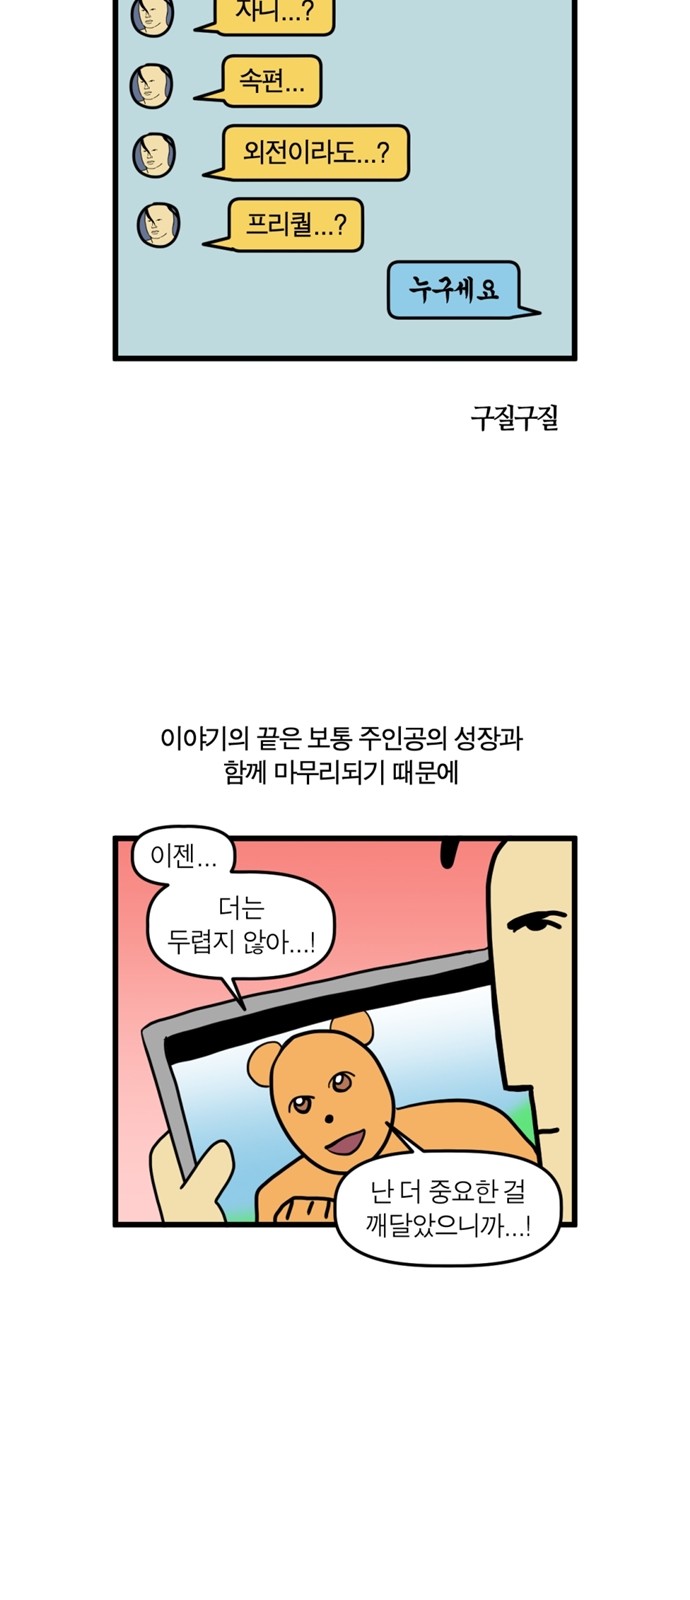 자니...?
속편...
외전이라도...?
프리퀄...?
누구세요
구질구질
이야기의 끝은 보통 주인공의 성장과
함께 마무리되기 때문에
이젠...
더는
두렵지 않아...!
난 더 중요한 걸
깨달았으니까...!